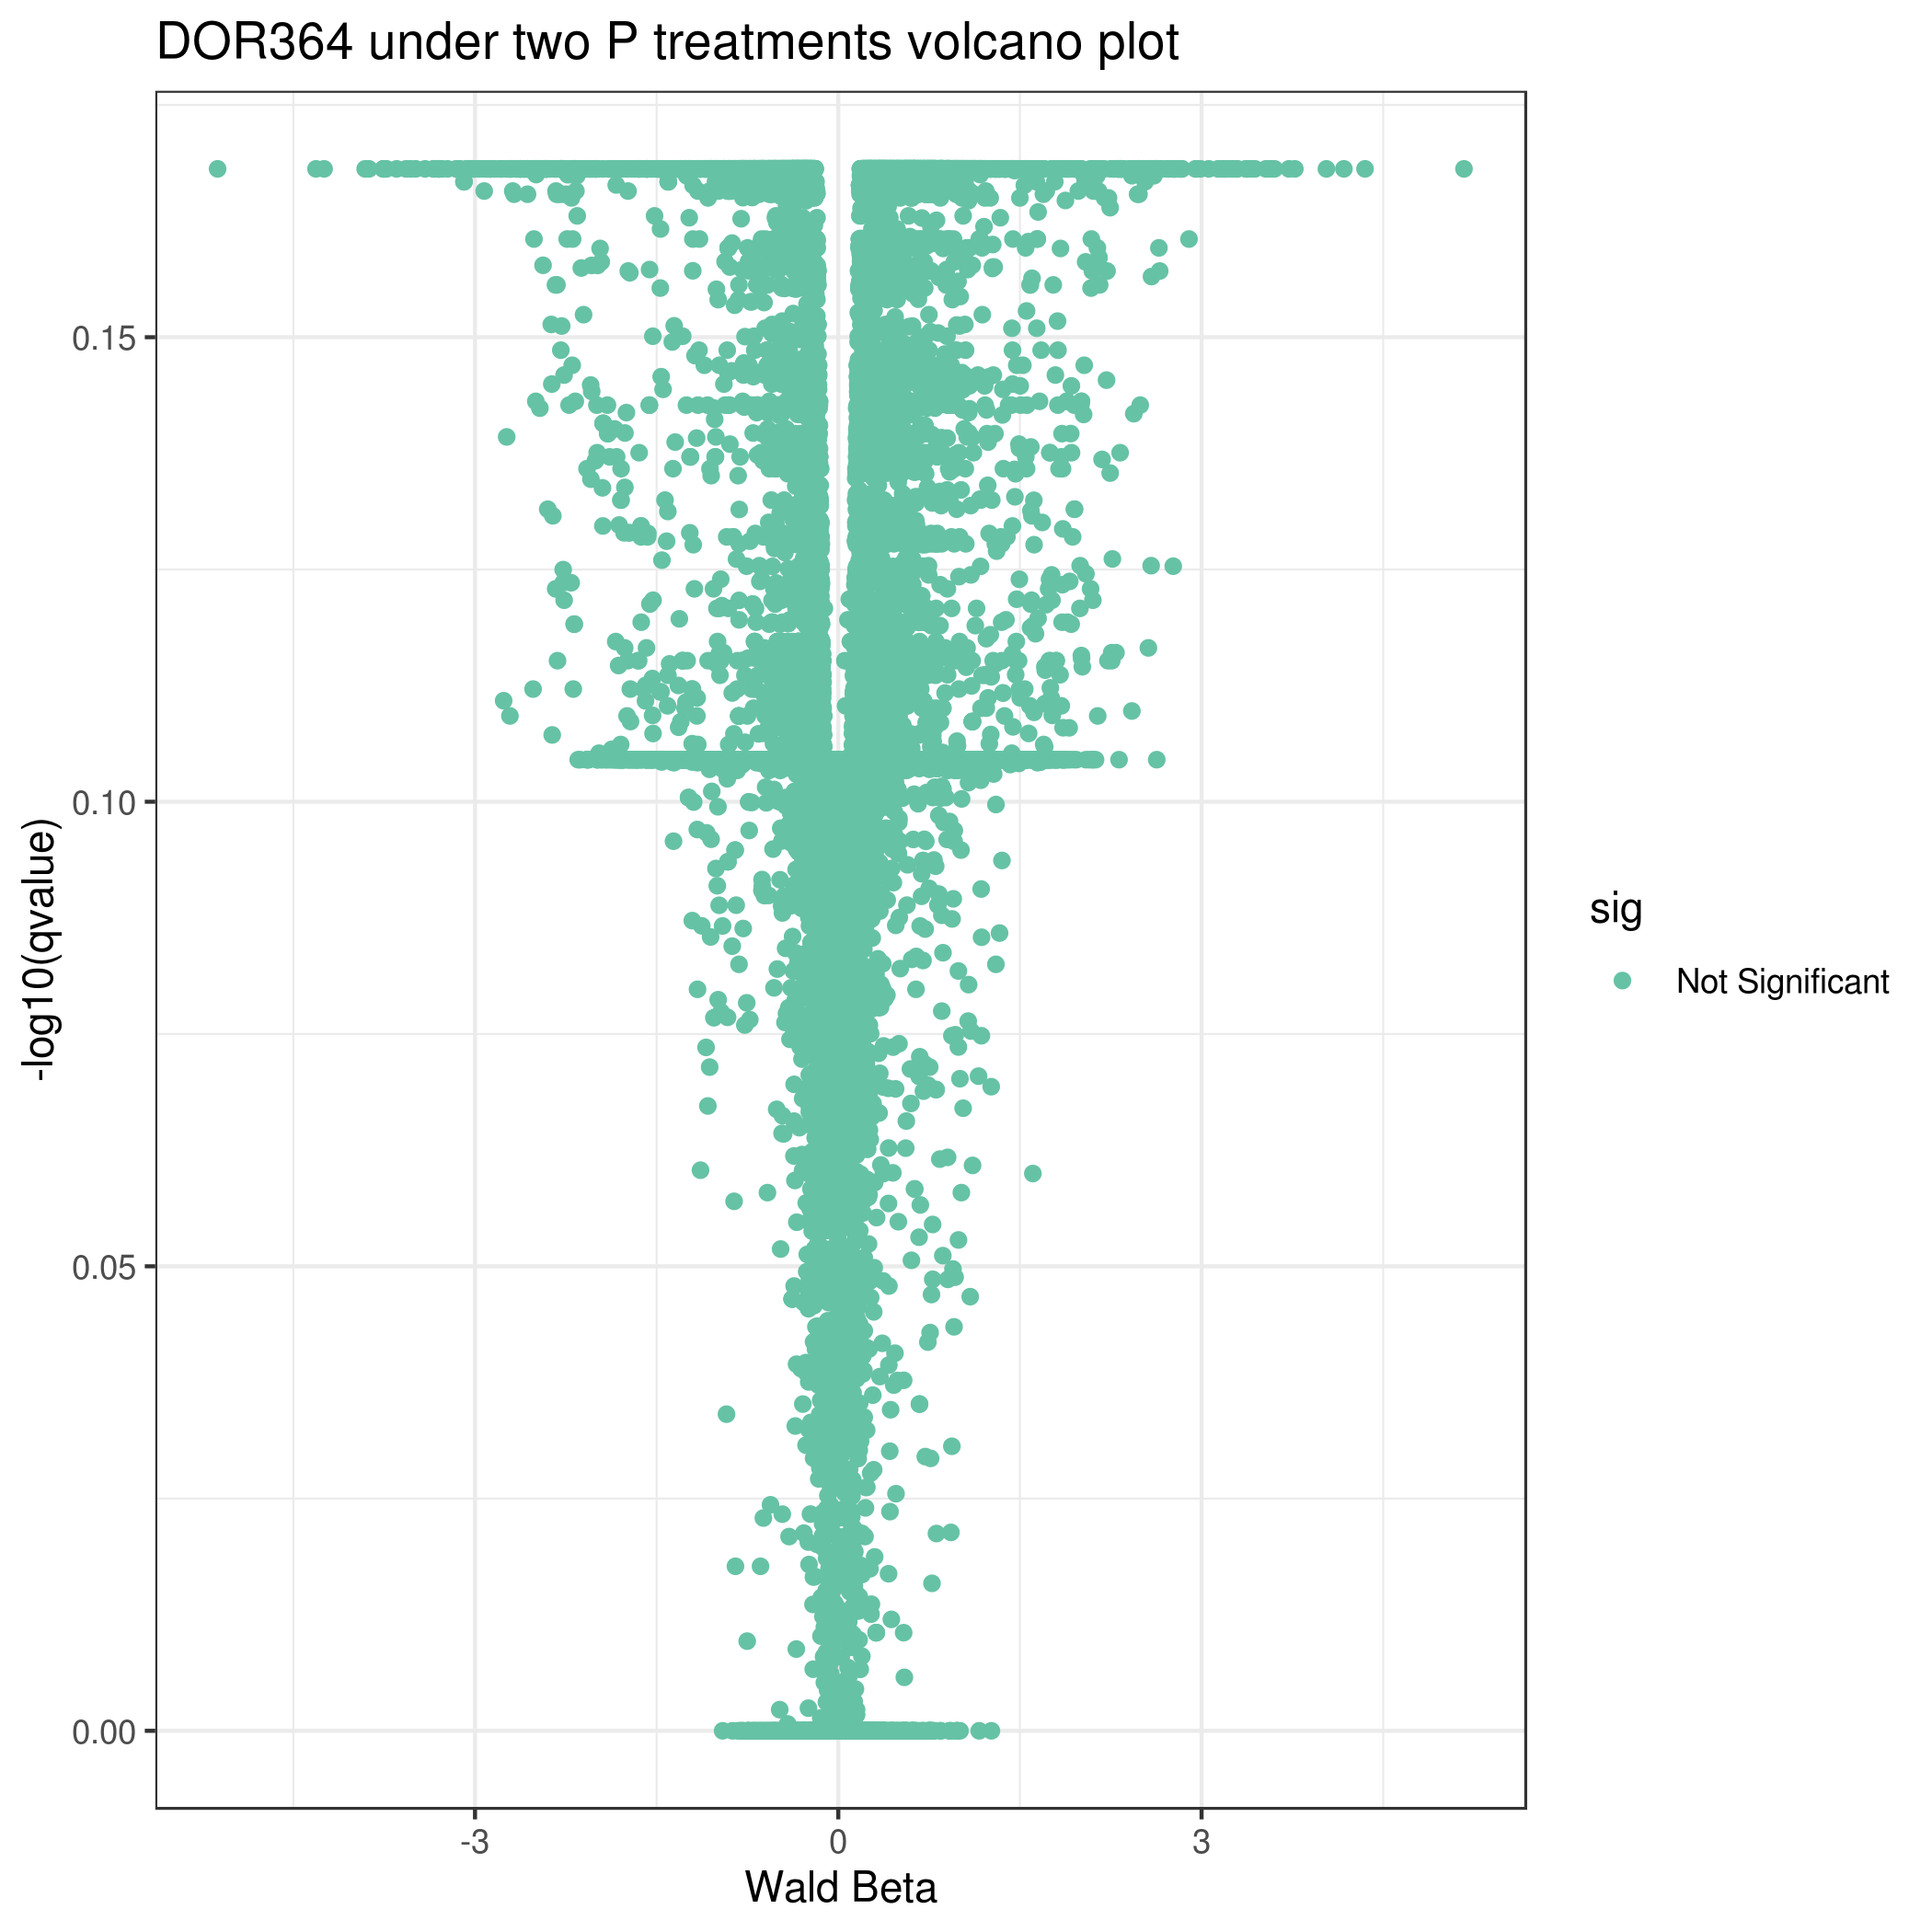 DOR364 under two P treatments volcano plot
-log10(qvalue)
0.15
0.10
0.05
0.00
-3
0
3
Wald Beta
sig
Not Significant